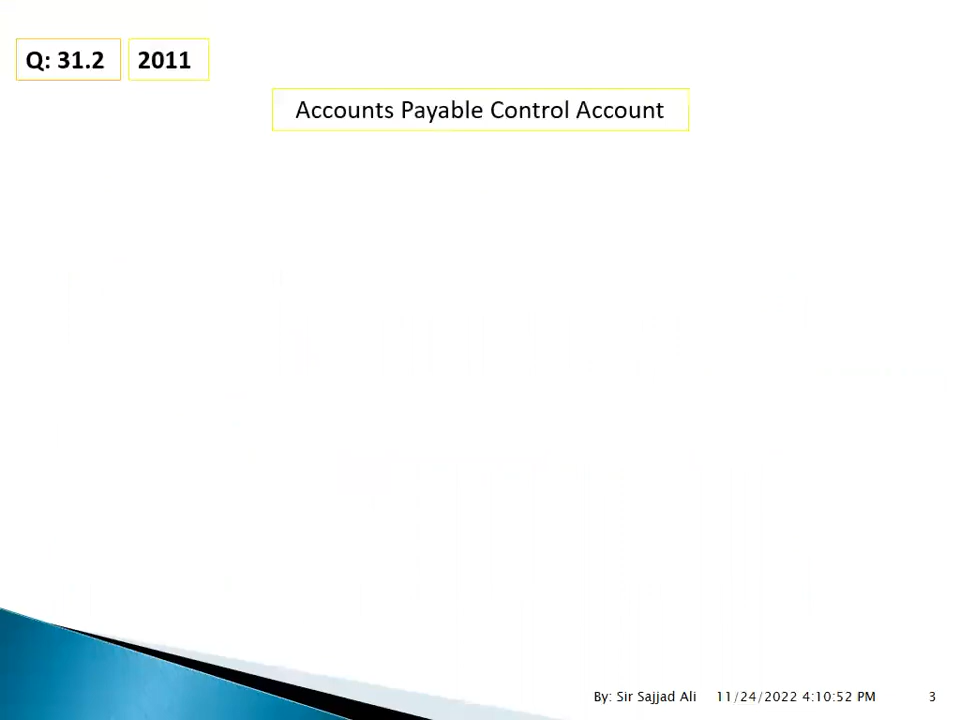 Q: 31.2 2011
Accounts Payable Control Account
By: Sir Sajjad Ali 11/24/2022 4:10:52 PM 3